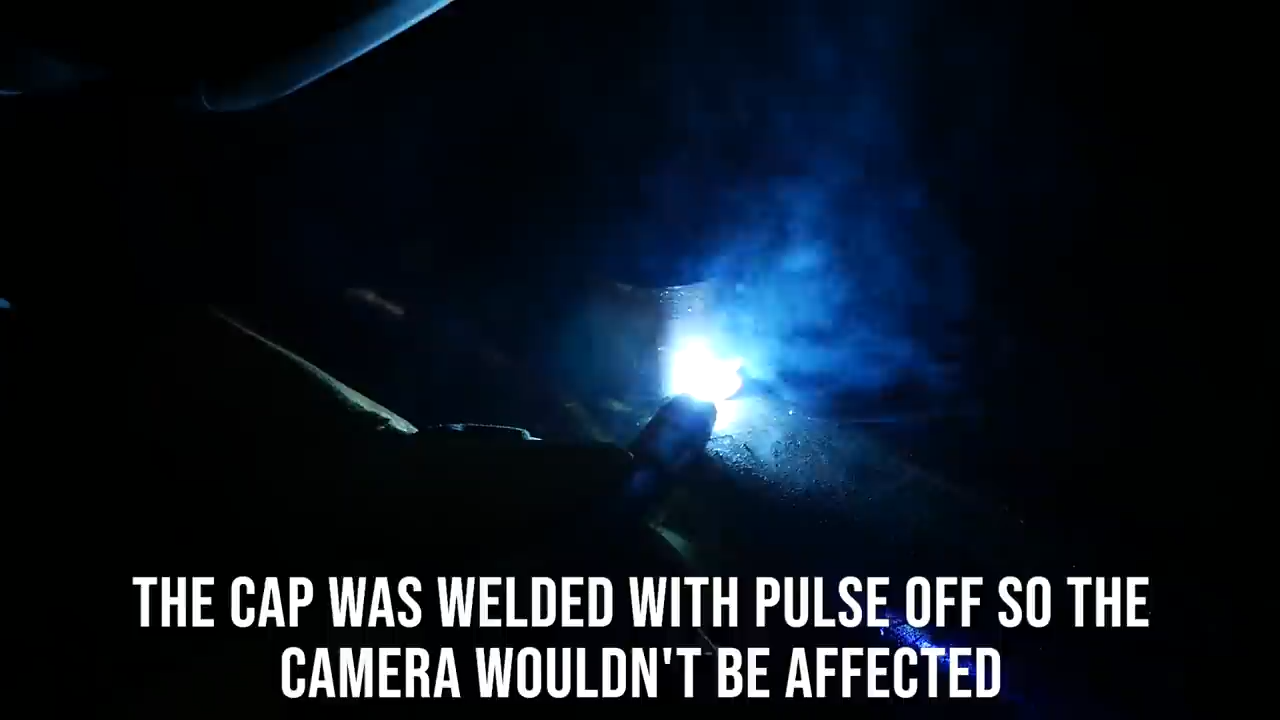 THE CAP WAS WELDED WITH PULSE OFF SO THE
CAMERA WOULDN'T BE AFFECTED